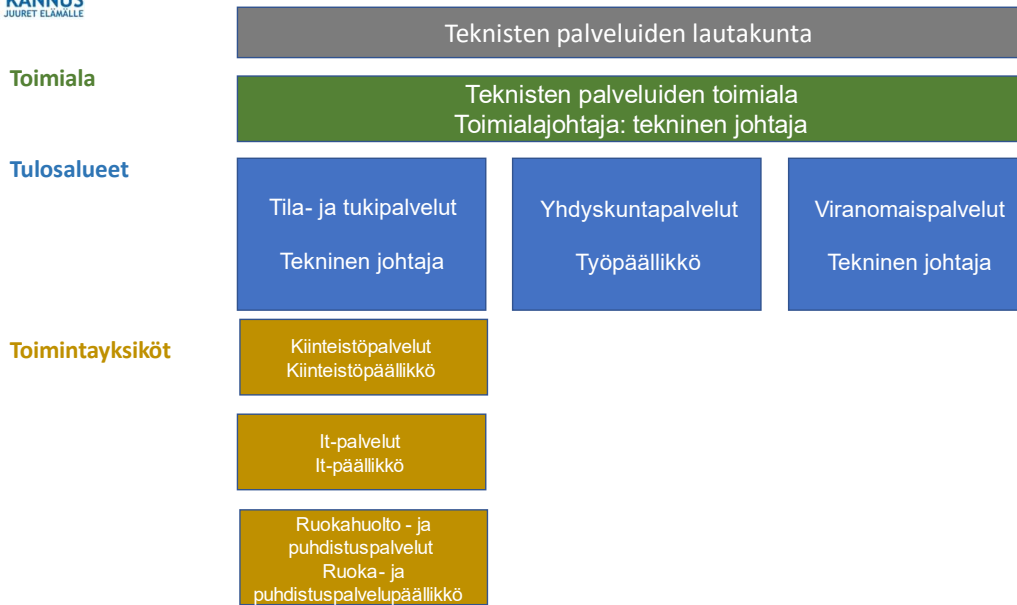 KANNUS
JUURET ELÄMÄLLE
Teknisten palveluiden lautakunta
Toimiala
Teknisten palveluiden toimiala
Toimialajohtaja: tekninen johtaja
Tulosalueet
Tila- ja tukipalvelut
Tekninen johtaja
Yhdyskuntapalvelut
Työpäällikkö
Viranomaispalvelut
Tekninen johtaja
Toimintayksiköt
Kiinteistöpalvelut
Kiinteistöpäällikkö
It-palvelut
It-päällikkö
Ruokahuolto - ja
puhdistuspalvelut
Ruoka- ja
puhdistuspalvelupäällikkö